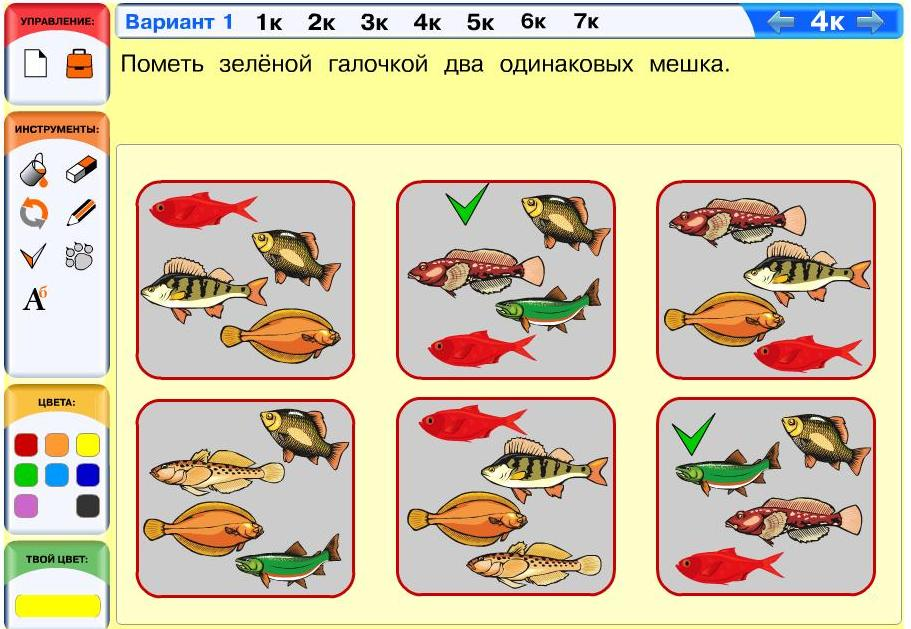 УПРАВЛЕНИЕ:
Вариант 1 1к 2к 3к 4к 5к 6к 7к
4к
Пометь зелёной галочкой два одинаковых мешка.
ИНСТРУМЕНТЫ:
Аб
ЦВЕТА:
ТВОЙ ЦВЕТ: